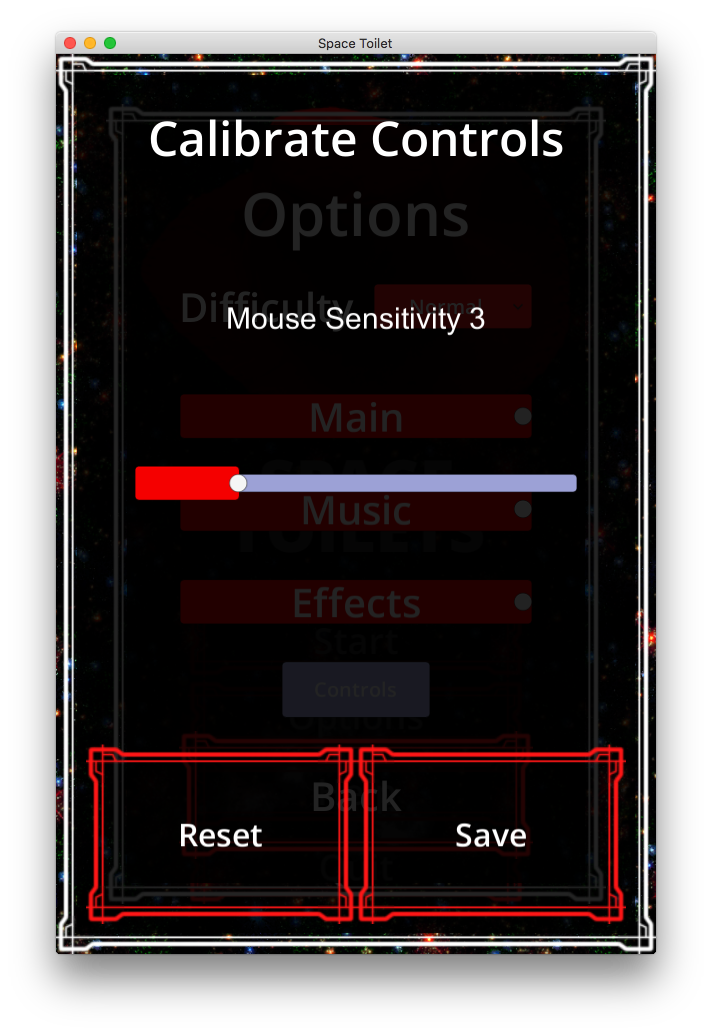 Space Toilet
Calibrate Controls
Options
Difficulty Normal
Mouse Sensitivity 3
Main
Music
TOILETS
Effects
Start
Controls
Options
Back
Reset Save